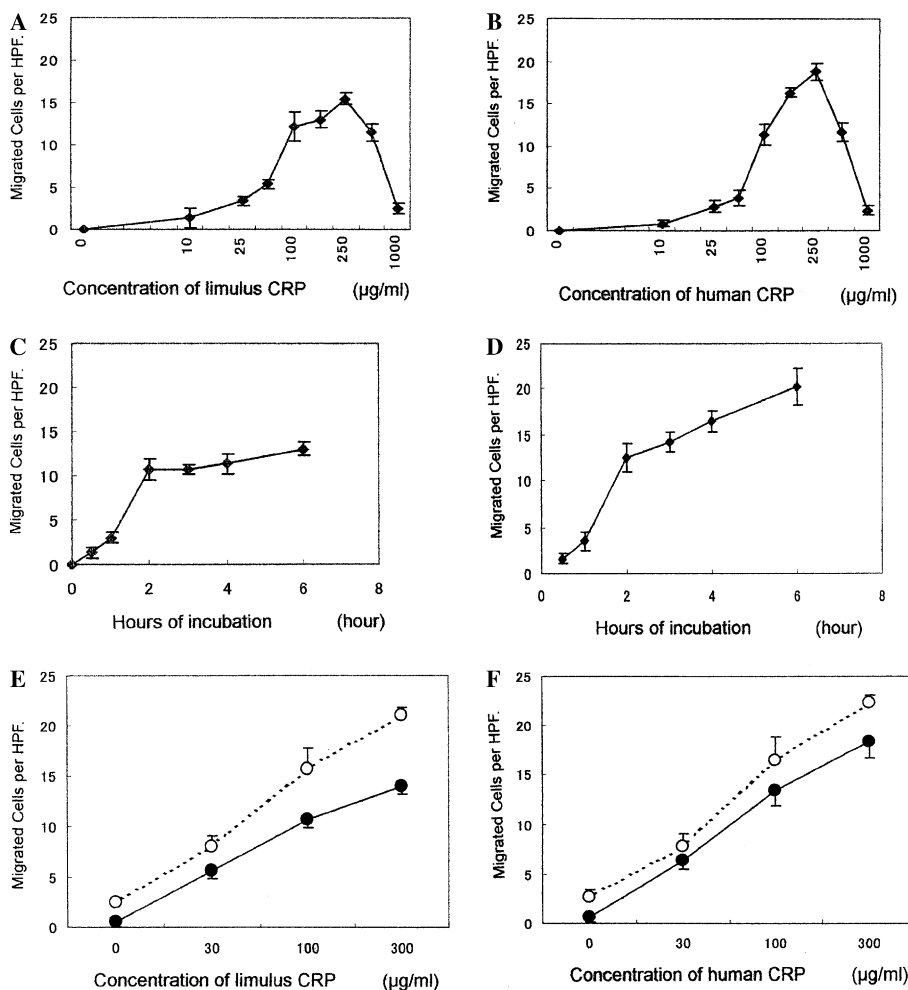 A
Migrated Cells per HPF.
25
20
15
10
5
0
0
10
25
100
250
1000
Concentration of limulus CRP (µg/ml)
B
Migrated Cells per HPF.
25
20
15
10
5
0
0
10
25
100
250
1000
Concentration of human CRP (µg/ml)
C
Migrated Cells per HPF.
25
20
15
10
5
0
0 2 4 6 8
Hours of incubation (hour)
D
Migrated Cells per HPF.
25
20
15
10
5
0
0 2 4 6 8
Hours of incubation (hour)
E
Migrated Cells per HPF.
25
20
15
10
5
0
0 30 100 300
Concentration of limulus CRP (µg/ml)
F
Migrated Cells per HPF.
25
20
15
10
5
0
0 30 100 300
Concentration of human CRP (µg/ml)